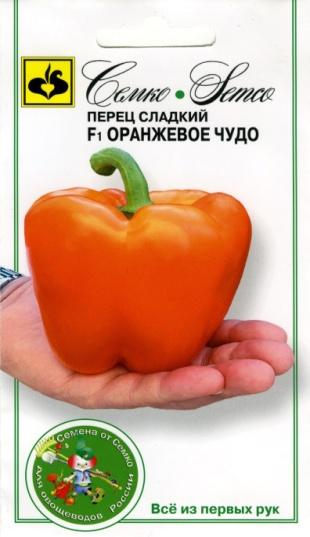 Семко • Semco
ПЕРЕЦ СЛАДКИЙ
F1 ОРАНЖЕВОЕ ЧУДО
Семена от Семко
для овощеводов России
Всё из первых рук